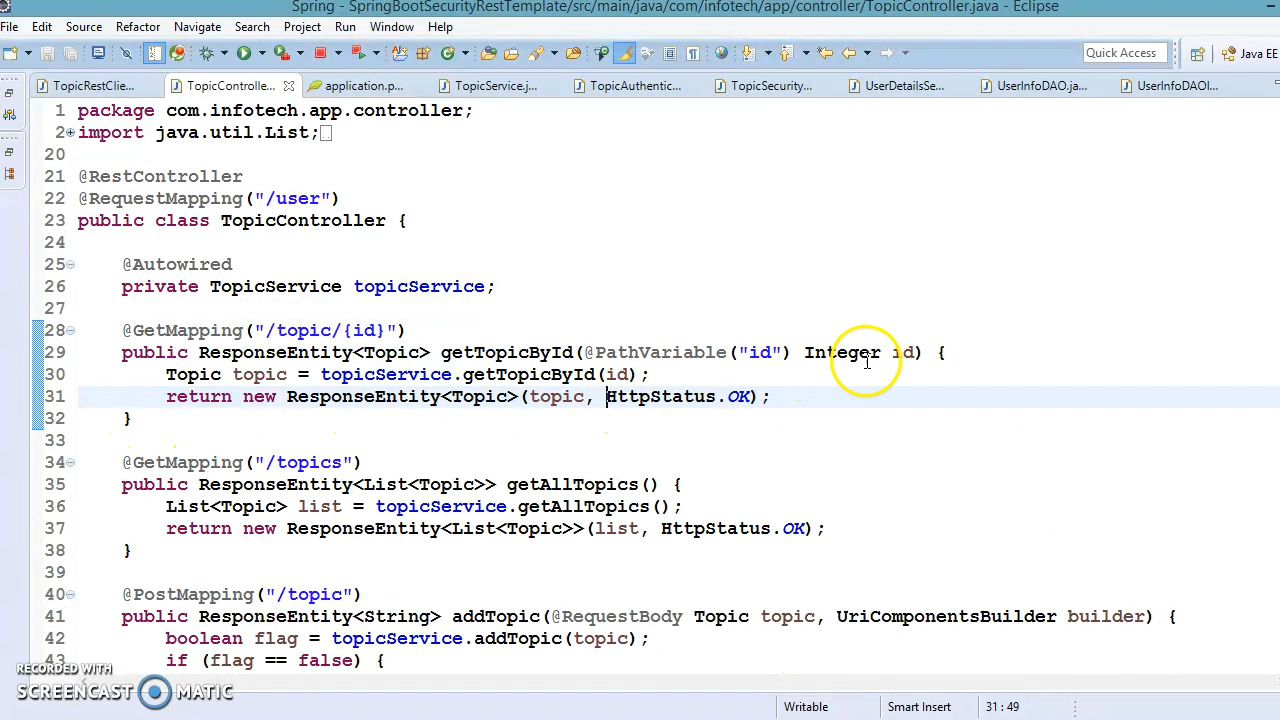 Spring - SpringBootSecurityRestTemplate/src/main/java/com/infotech/app/controller/TopicController.java - Eclipse
File Edit Source Refactor Navigate Search Project Run Window Help
Quick Access Java EE
TopicRestClie... TopicControlle... application.p... TopicService.j... TopicAuthentic... TopicSecurity... UserDetailsSe... UserInfoDAO.ja... UserInfoDAOI...
1 package com.infotech.app.controller;
2 import java.util.List;
20
21 @RestController
22 @RequestMapping("/user")
23 public class TopicController {
24
25 @Autowired
26 private TopicService topicService;
27
28 @GetMapping("/topic/{id}")
29 public ResponseEntity<Topic> getTopicById(@PathVariable("id") Integer id) {
30 Topic topic = topicService.getTopicById(id);
31 return new ResponseEntity<Topic>(topic, HttpStatus.OK);
32 }
33
34 @GetMapping("/topics")
35 public ResponseEntity<List<Topic>> getAllTopics() {
36 List<Topic> list = topicService.getAllTopics();
37 return new ResponseEntity<List<Topic>>(list, HttpStatus.OK);
38 }
39
40 @PostMapping("/topic")
41 public ResponseEntity<String> addTopic(@RequestBody Topic topic, UriComponentsBuilder builder) {
42 boolean flag = topicService.addTopic(topic);
43 if (flag == false) {
RECORDED WITH
SCREENCAST MATIC
Writable Smart Insert 31 : 49